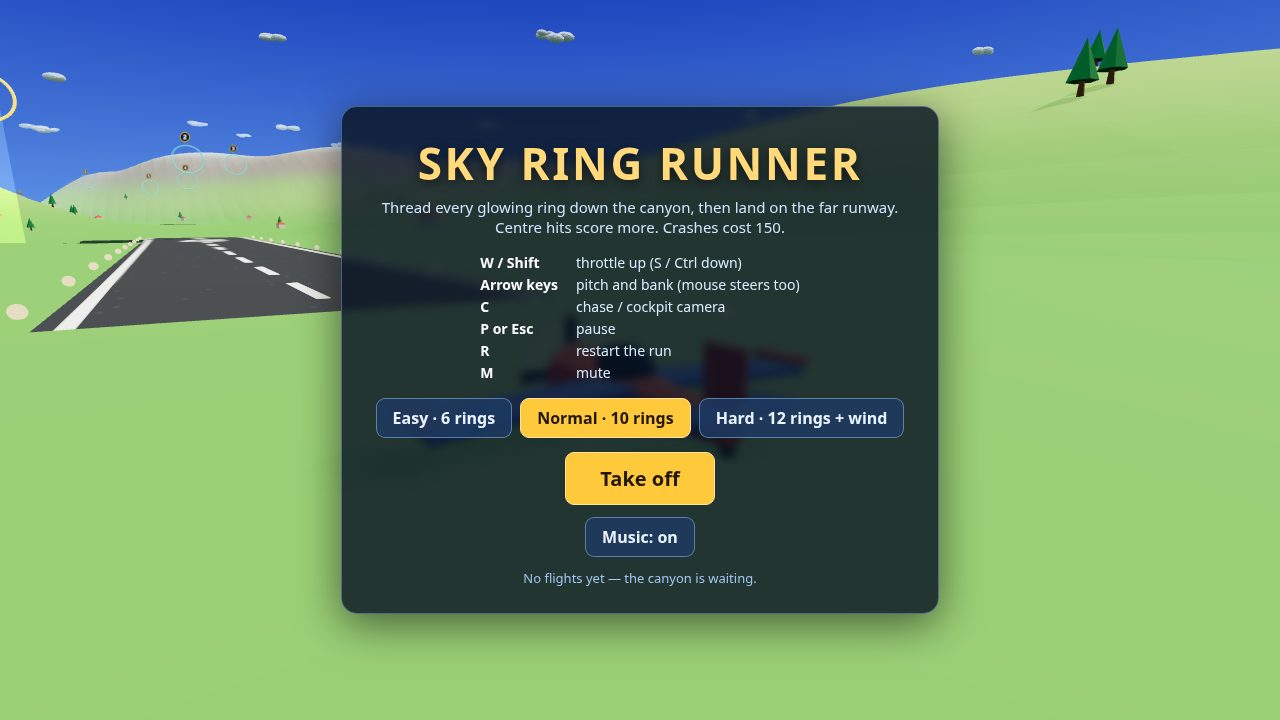 SKY RING RUNNER
Thread every glowing ring down the canyon, then land on the far runway.
Centre hits score more. Crashes cost 150.
W / Shift throttle up (S / Ctrl down)
Arrow keys pitch and bank (mouse steers too)
C chase / cockpit camera
P or Esc pause
R restart the run
M mute
Easy · 6 rings Normal · 10 rings Hard · 12 rings + wind
Take off
Music: on
No flights yet — the canyon is waiting.